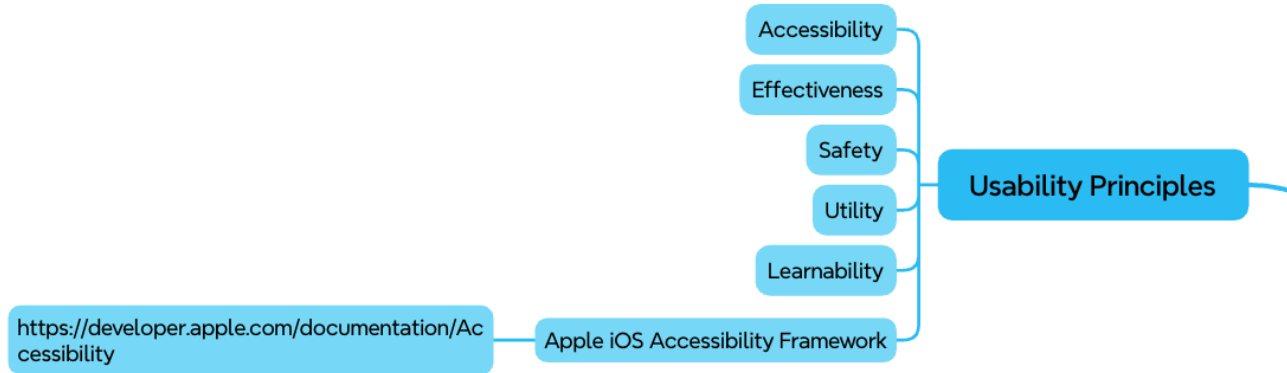 Accessibility
Effectiveness
Safety
Usability Principles
Utility
Learnability
https://developer.apple.com/documentation/Ac
cessibility
Apple iOS Accessibility Framework